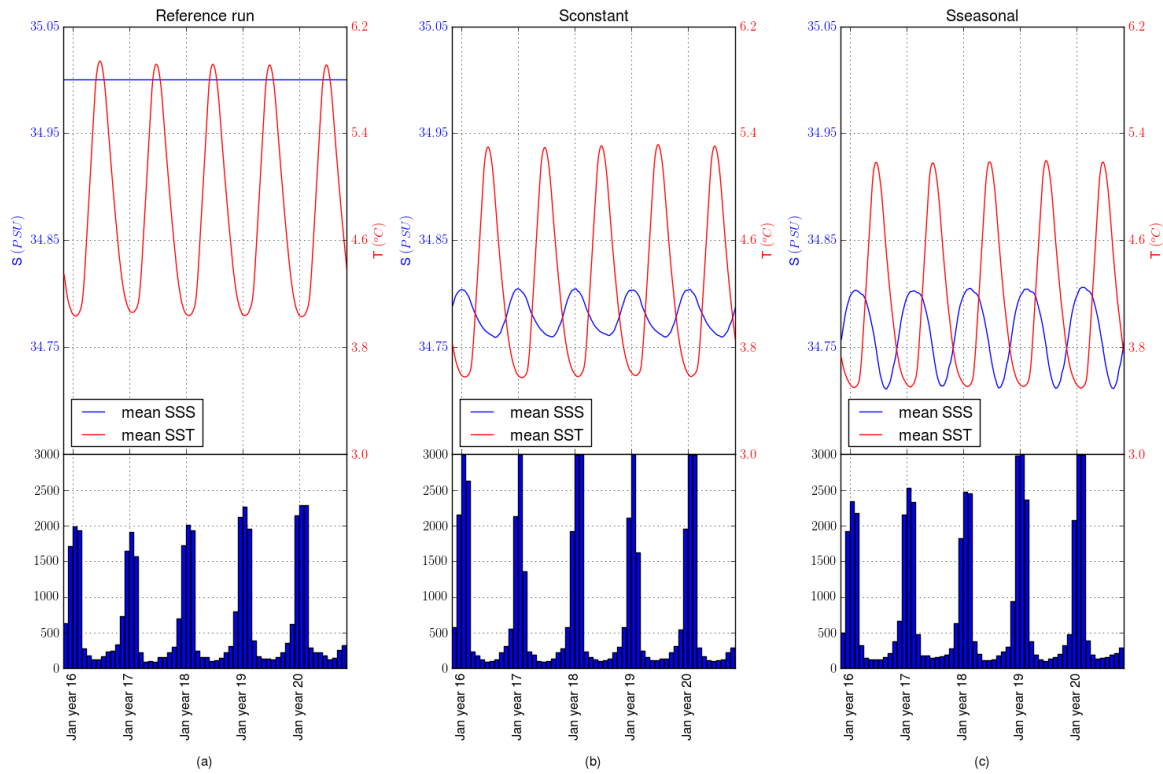 Reference run
35.05
34.95
34.85
34.75
S (PSU)
6.2
5.4
4.6
3.8
3.0
T (°C)
mean SSS
mean SST
3000
2500
2000
1500
1000
500
0
Jan year 16
Jan year 17
Jan year 18
Jan year 19
Jan year 20
(a)
Sconstant
35.05
34.95
34.85
34.75
S (PSU)
6.2
5.4
4.6
3.8
3.0
T (°C)
mean SSS
mean SST
3000
2500
2000
1500
1000
500
0
Jan year 16
Jan year 17
Jan year 18
Jan year 19
Jan year 20
(b)
Sseasonal
35.05
34.95
34.85
34.75
S (PSU)
6.2
5.4
4.6
3.8
3.0
T (°C)
mean SSS
mean SST
3000
2500
2000
1500
1000
500
0
Jan year 16
Jan year 17
Jan year 18
Jan year 19
Jan year 20
(c)